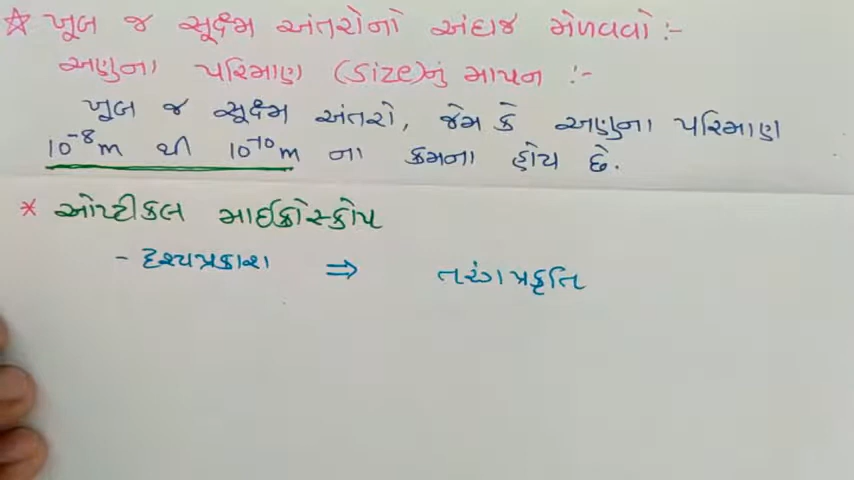 ☆ ખૂબ જ સૂક્ષ્મ અંતરોનો અંદાજ મેળવવો :-
અણુના પરિમાણ (size)નું માપન :-
ખૂબ જ સૂક્ષ્મ અંતરો, જેમ કે અણુના પરિમાણ
10⁻⁸m થી 10⁻¹⁰m ના ક્રમના હોય છે.
* ઓપ્ટીકલ માઈક્રોસ્કોપ
- દૃશ્યપ્રકાશ ⇒ તરંગપ્રકૃતિ